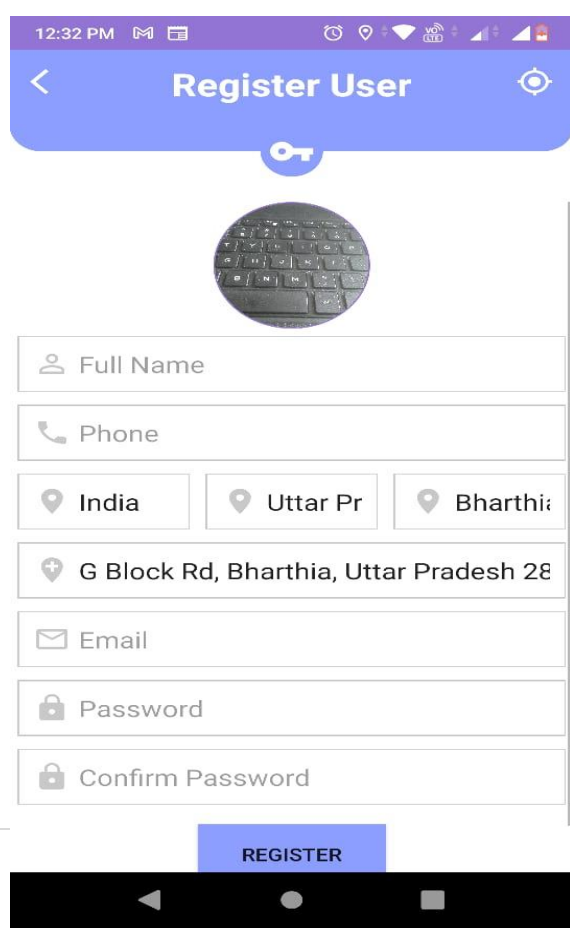 12:32 PM
Register User
Full Name
Phone
India Uttar Pr Bharthia
G Block Rd, Bharthia, Uttar Pradesh 28
Email
Password
Confirm Password
REGISTER